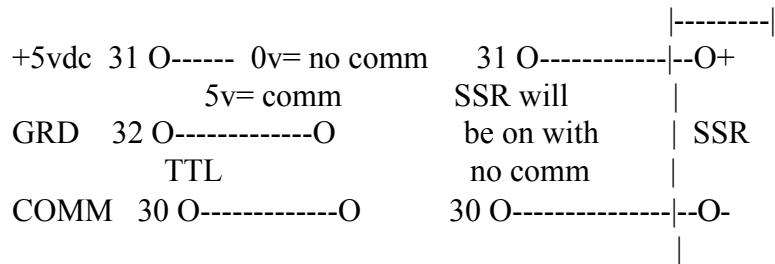 |---------|
+5vdc 31 O------ 0v= no comm 31 O------------|--O+
5v= comm SSR will |
GRD 32 O-------------O be on with | SSR
TTL no comm |
COMM 30 O-------------O 30 O---------------|--O-
|